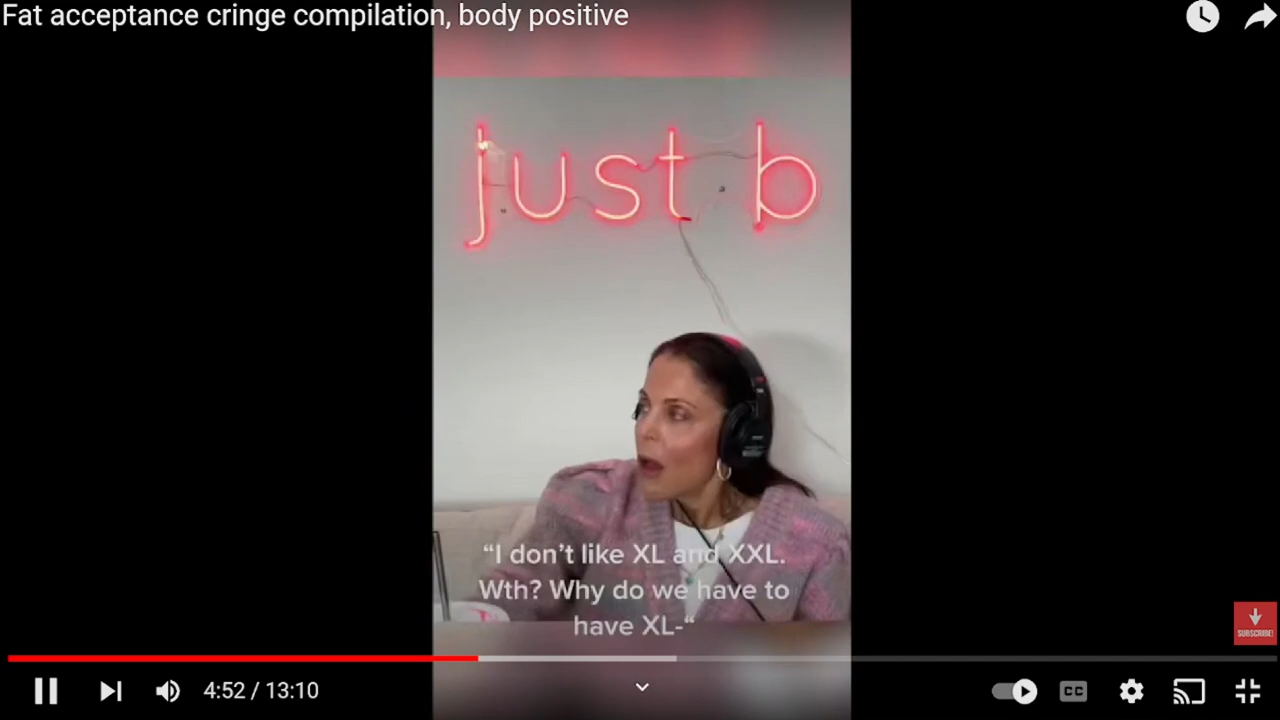 Fat acceptance cringe compilation, body positive
just b
“I don’t like XL and XXL.
Wth? Why do we have to
have XL-“
SUBSCRIBE!
4:52 / 13:10
CC